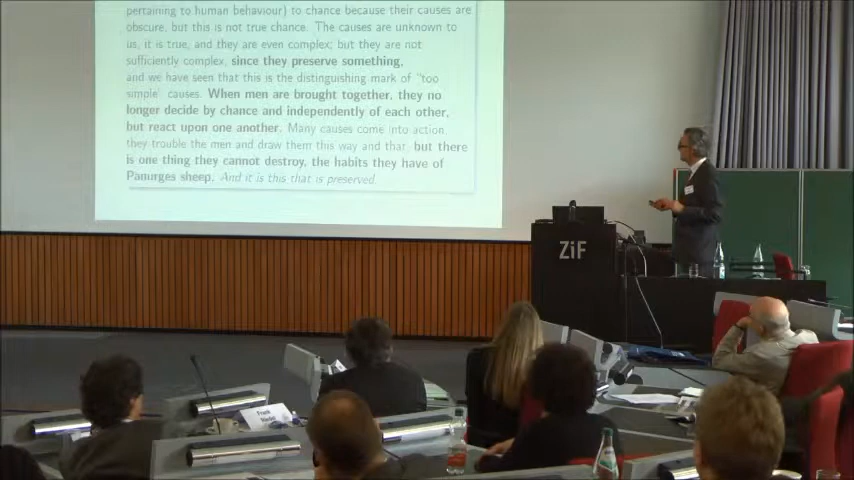 pertaining to human behaviour) to chance because their causes are
obscure, but this is not true chance. The causes are unknown to
us, it is true, and they are even complex; but they are not
sufficiently complex, since they preserve something,
and we have seen that this is the distinguishing mark of "too
simple" causes. When men are brought together, they no
longer decide by chance and independently of each other,
but react upon one another. Many causes come into action,
they trouble the men and draw them this way and that, but there
is one thing they cannot destroy, the habits they have of
Panurges sheep. And it is this that is preserved.
ZiF
Frank